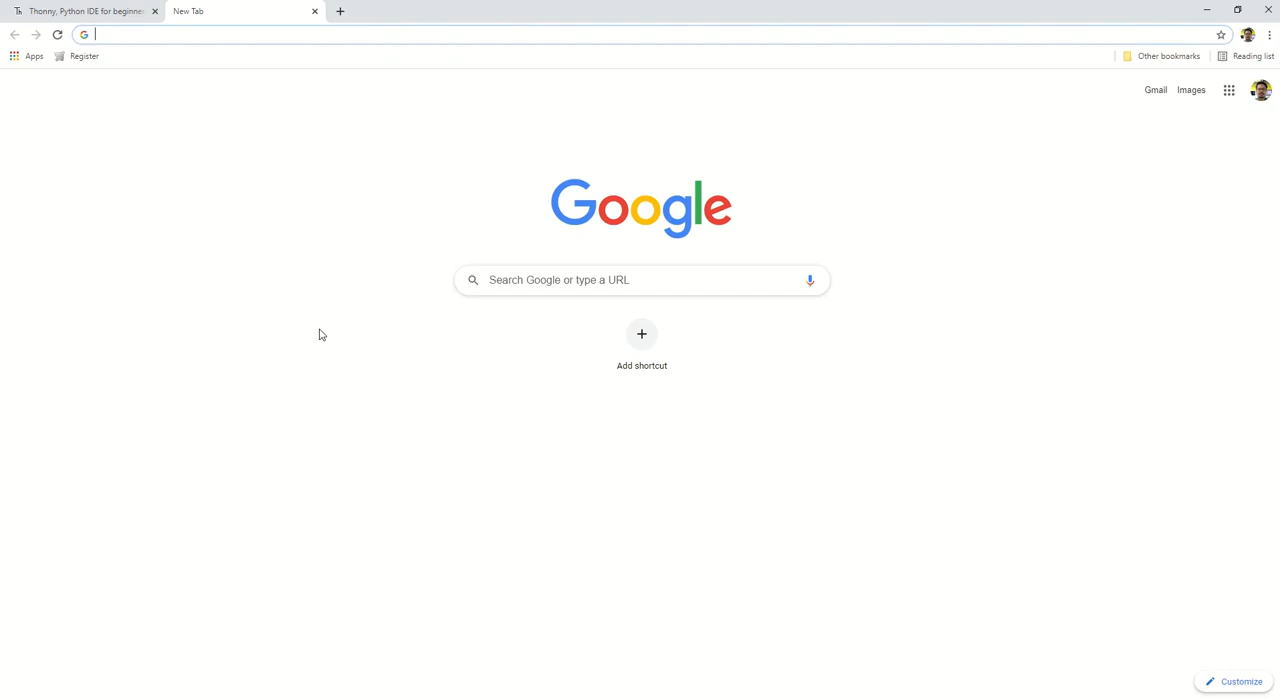 Thonny, Python IDE for beginne
New Tab
Apps
Register
Other bookmarks
Reading list
Gmail
Images
Google
Search Google or type a URL
Add shortcut
Customize